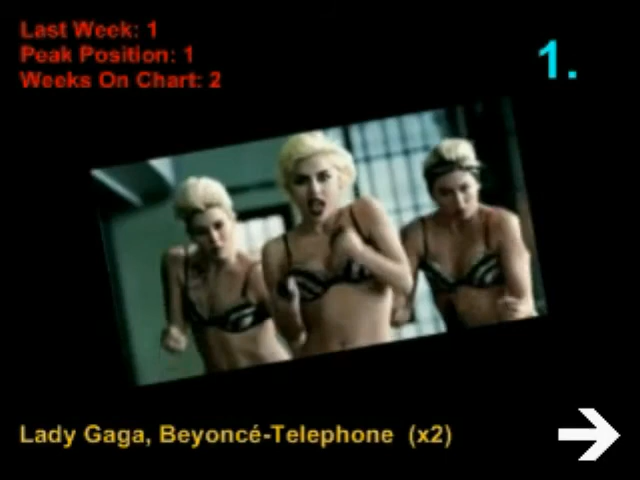 Last Week: 1
Peak Position: 1
Weeks On Chart: 2
1.
Lady Gaga, Beyoncé-Telephone (x2)